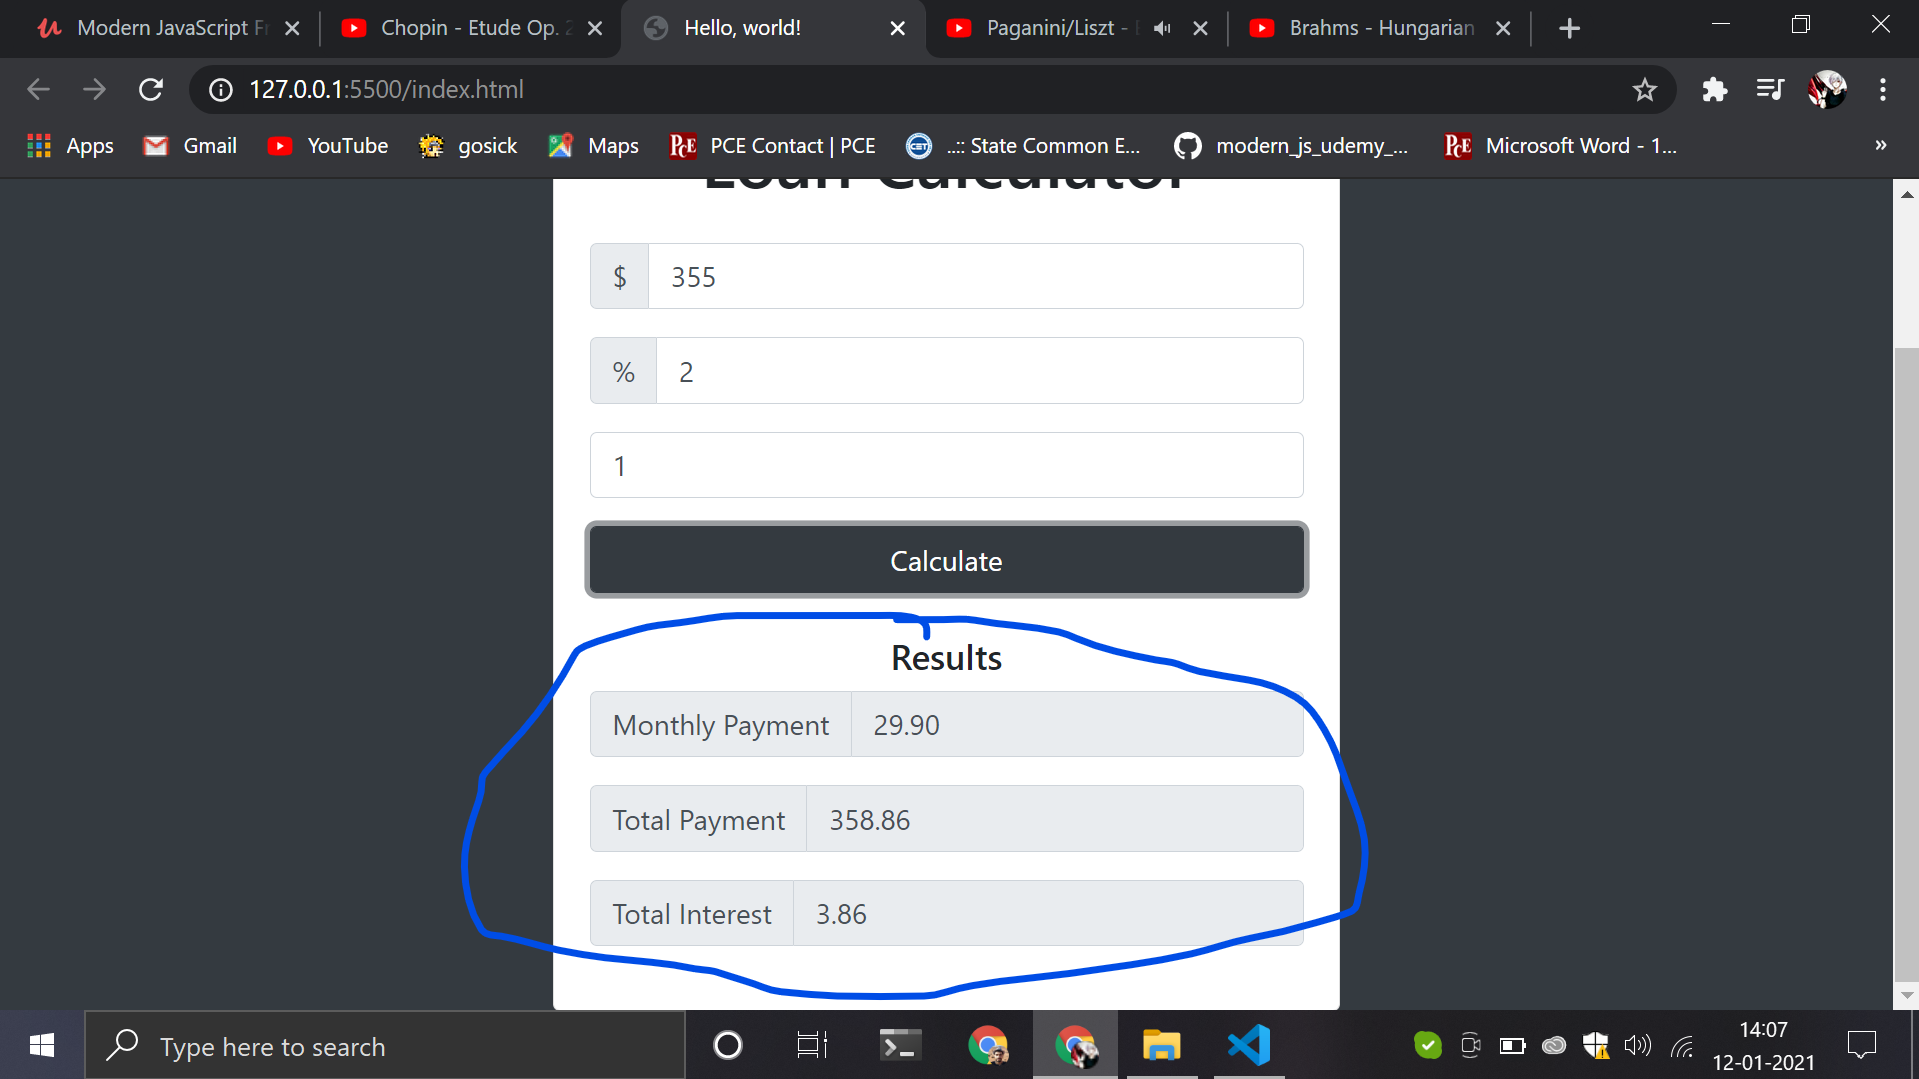 Modern JavaScript Fr
Chopin - Etude Op. 2
Hello, world!
Paganini/Liszt -
Brahms - Hungarian
127.0.0.1:5500/index.html
Apps
Gmail
YouTube
gosick
Maps
PCE Contact | PCE
..:: State Common E...
modern_js_udemy_...
Microsoft Word - 1...
»
Loan Calculator
$ 355
% 2
1
Calculate
Results
Monthly Payment 29.90
Total Payment 358.86
Total Interest 3.86
Type here to search
14:07
12-01-2021